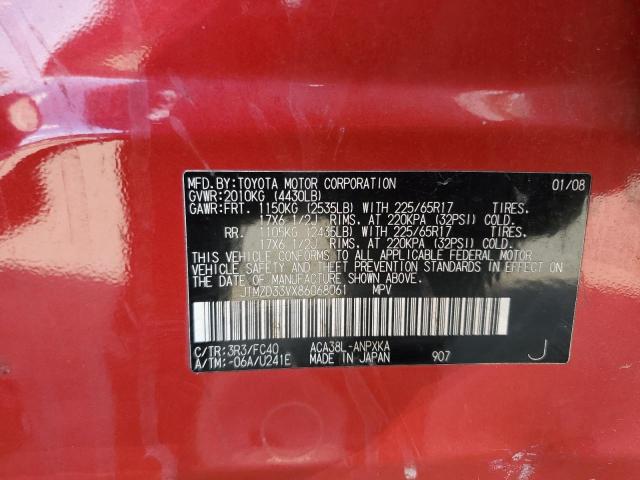 MFD.BY:TOYOTA MOTOR CORPORATION 01/08
GVWR:2010KG (4430LB)
GAWR:FRT. 1150KG (2535LB) WITH 225/65R17 TIRES.
17X6 1/2J RIMS. AT 220KPA (32PSI) COLD.
RR. 1105KG (2435LB) WITH 225/65R17 TIRES.
17X6 1/2J RIMS. AT 220KPA (32PSI) COLD.
THIS VEHICLE CONFORMS TO ALL APPLICABLE FEDERAL MOTOR
VEHICLE SAFETY AND BUMPER STANDARDS IN EFFECT ON
THE DATE OF MANUFACTURE SHOWN ABOVE.
JTMZD33VX86068061 MPV
C/TR:3R3/FC40 ACA38L-ANPXKA
A/TM:-06A/U241E MADE IN JAPAN 907 J